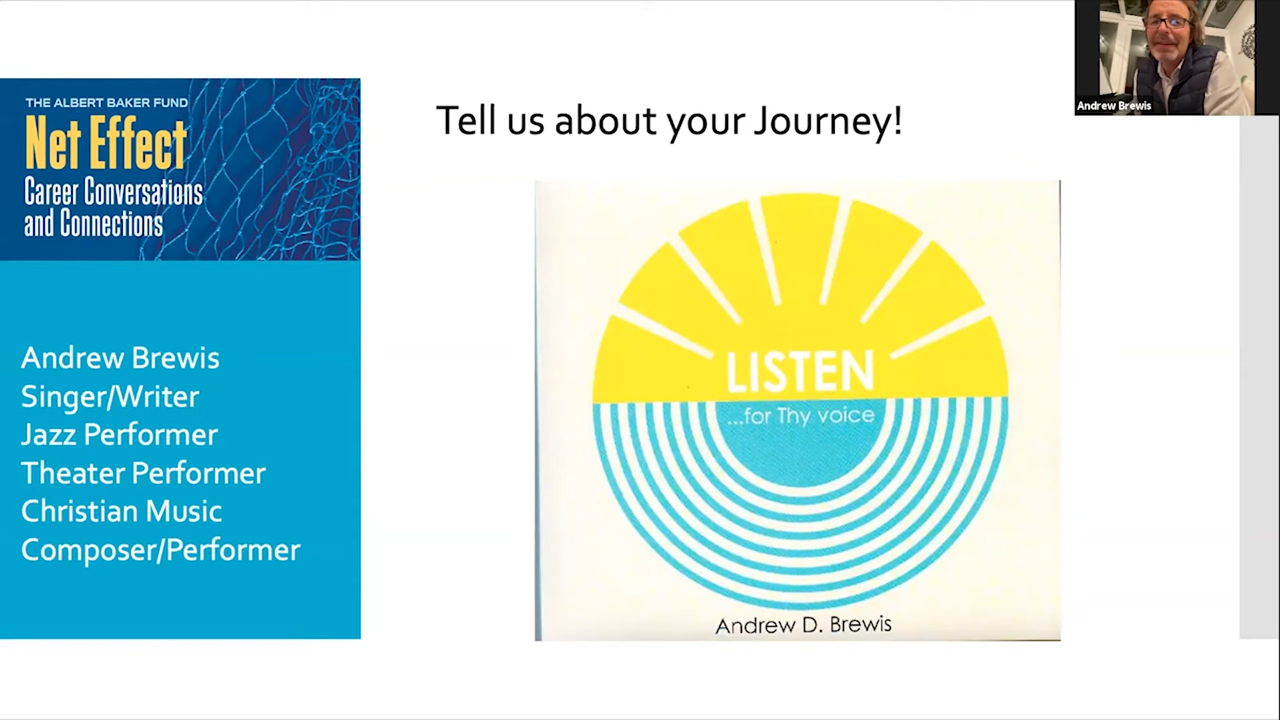 THE ALBERT BAKER FUND
Net Effect
Career Conversations
and Connections
Andrew Brewis
Singer/Writer
Jazz Performer
Theater Performer
Christian Music
Composer/Performer
Tell us about your Journey!
LISTEN
...for Thy voice
Andrew D. Brewis
Andrew Brewis